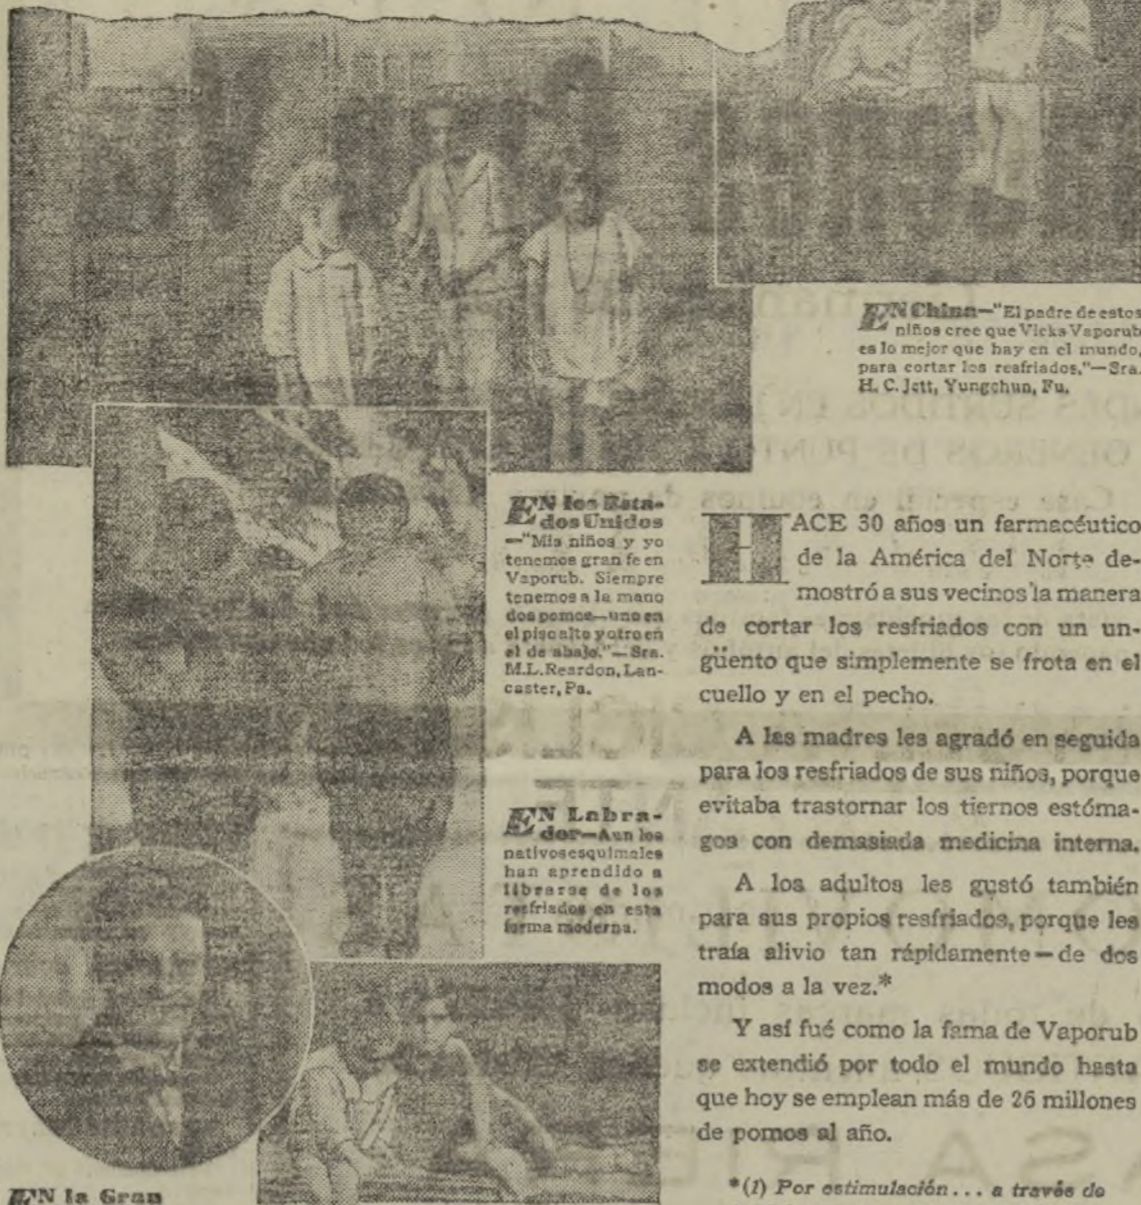 EN China—"El padre de estos
niños cree que Vicks Vaporub
es lo mejor que hay en el mundo,
para cortar los resfriados."—Sra.
H. C. Jett, Yungchun, Fu.
EN los Esta-
dos Unidos
—"Mis niños y yo
tenemos gran fe en
Vaporub. Siempre
tenemos a la mano
dos pomos—uno en
el piso alto y otro en
el de abajo."—Sra.
M.L. Reardon, Lan-
caster, Pa.
EN Labra-
dor—Aun los
nativos esquimales
han aprendido a
librarse de los
resfriados en esta
forma moderna.
EN la Gran
HACE 30 años un farmacéutico
de la América del Norte de-
mostró a sus vecinos la manera
de cortar los resfriados con un un-
güento que simplemente se frota en el
cuello y en el pecho.
A las madres les agradó en seguida
para los resfriados de sus niños, porque
evitaba trastornar los tiernos estóma-
gos con demasiada medicina interna.
A los adultos les gustó también
para sus propios resfriados, porque les
traía alivio tan rápidamente—de dos
modos a la vez.*
Y así fué como la fama de Vaporub
se extendió por todo el mundo hasta
que hoy se emplean más de 26 millones
de pomos al año.
*(1) Por estimulación... a través de